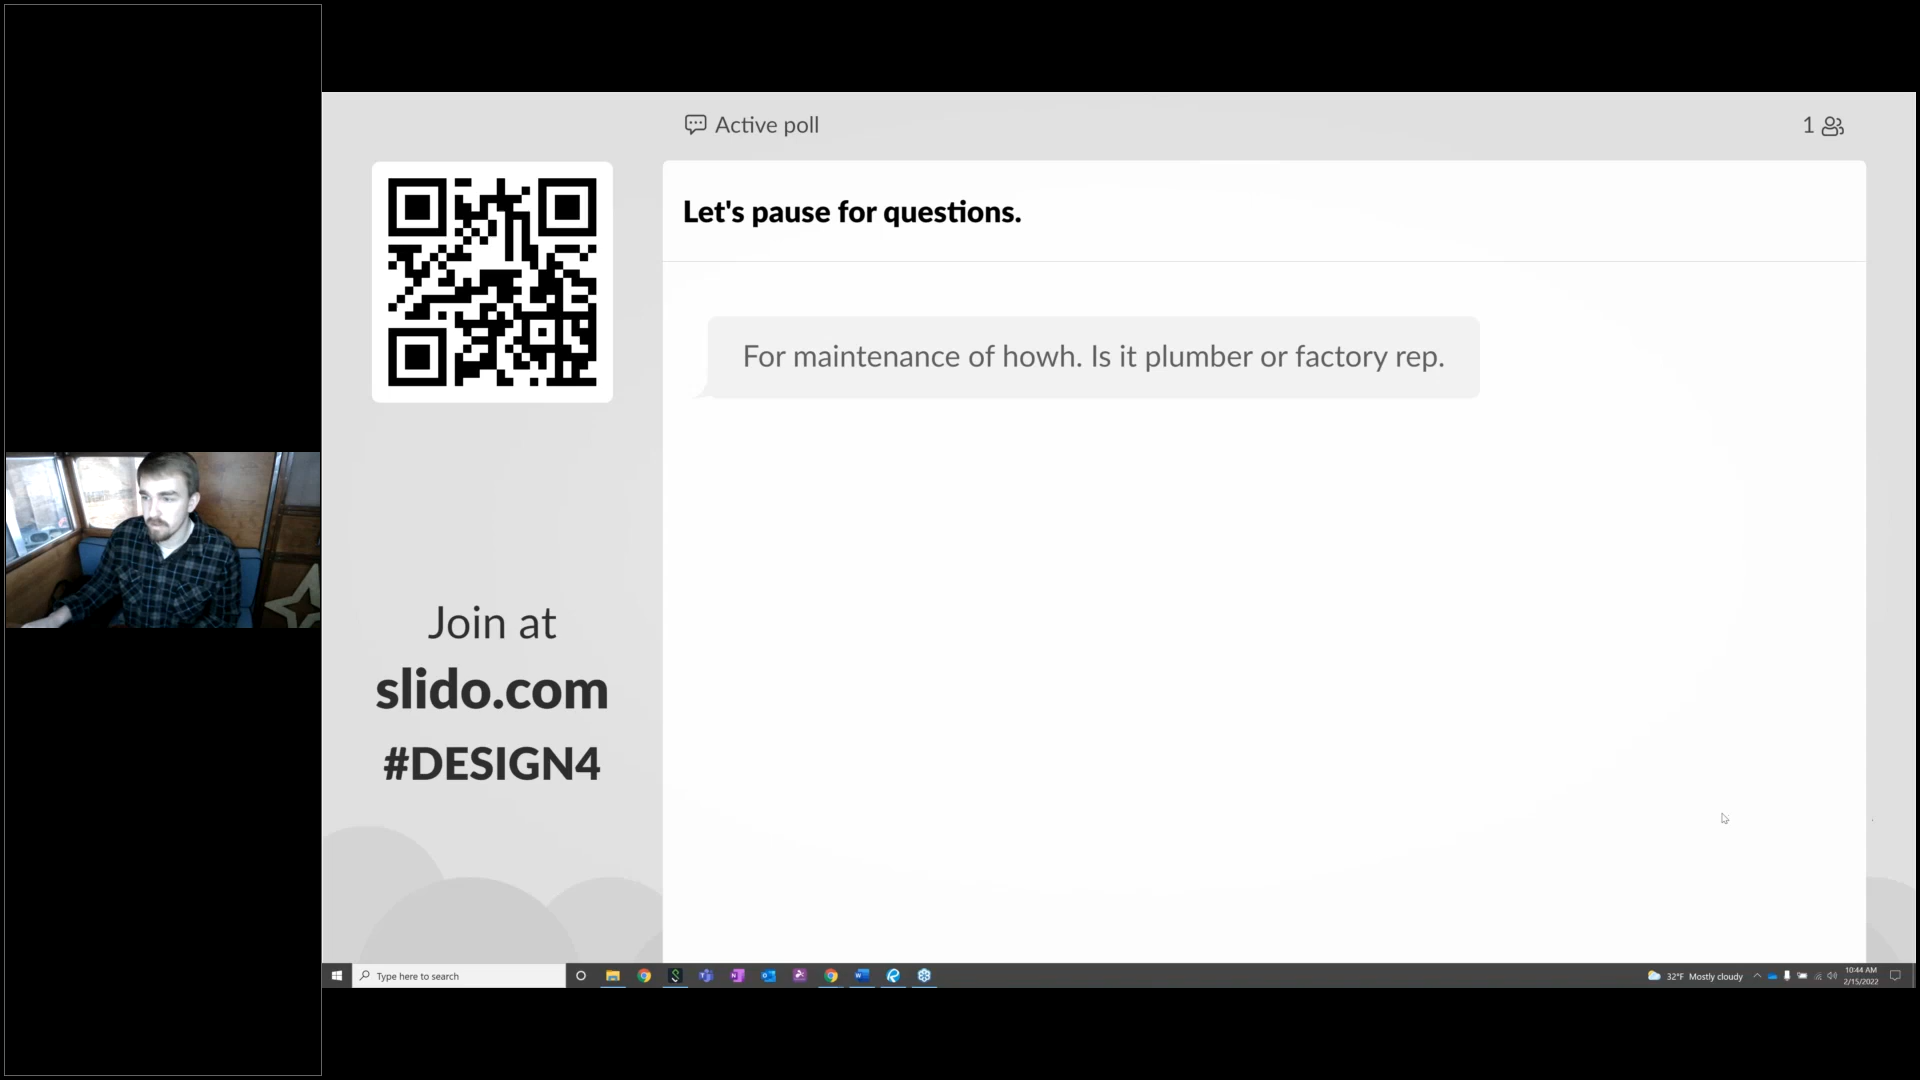 Active poll
1
Let's pause for questions.
For maintenance of howh. Is it plumber or factory rep.
Join at
slido.com
#DESIGN4
Type here to search
32°F Mostly cloudy
10:44 AM
2/15/2022